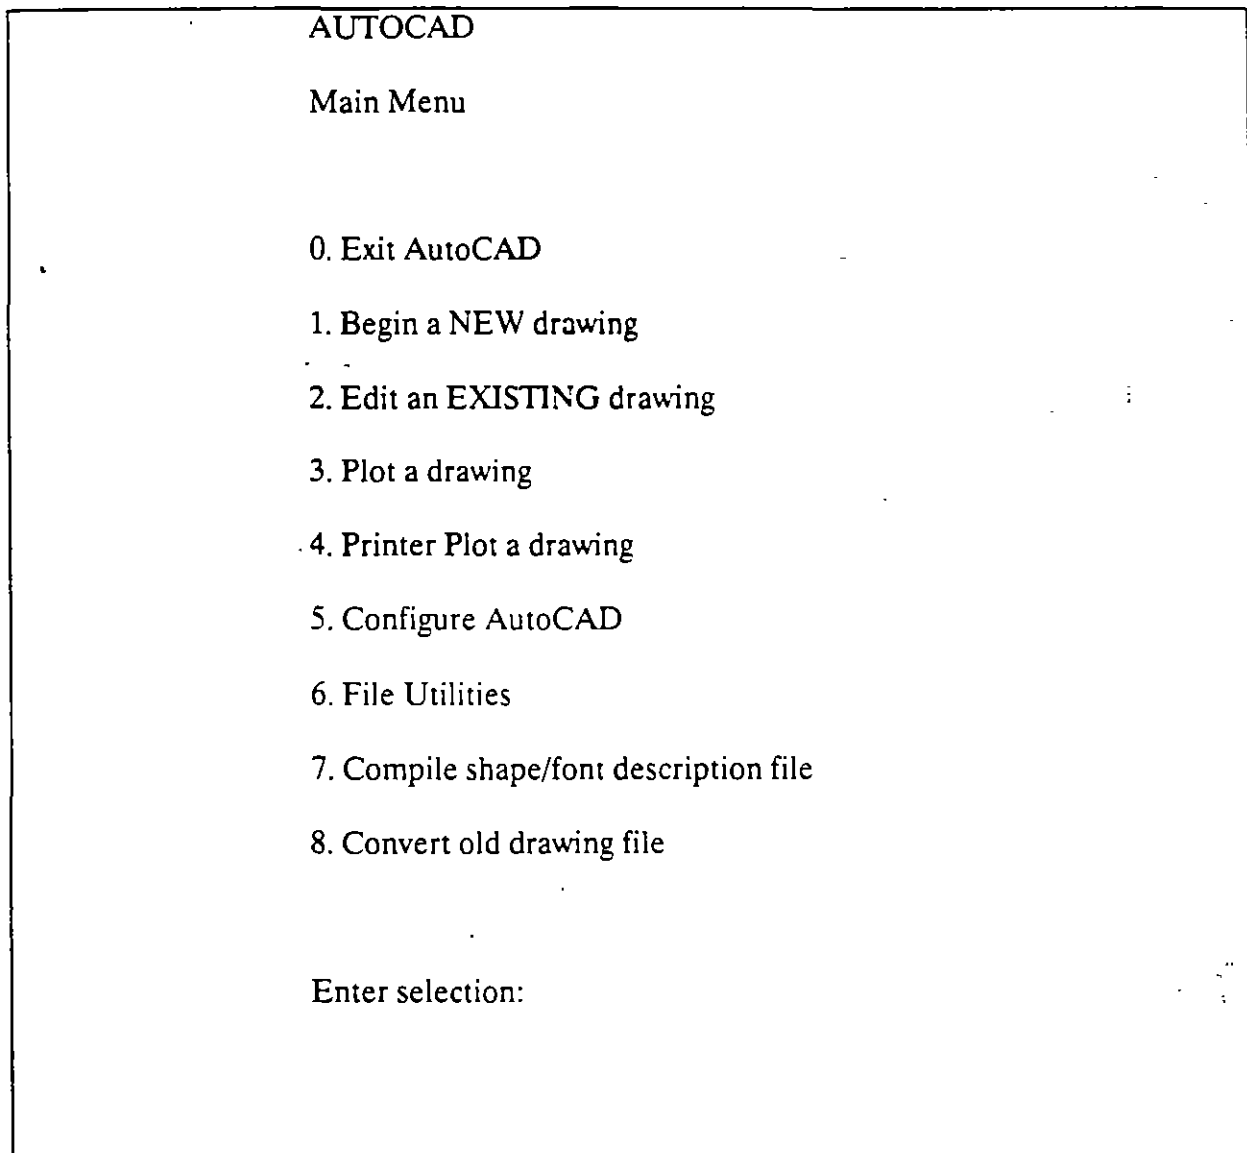 AUTOCAD
Main Menu
0. Exit AutoCAD
1. Begin a NEW drawing
2. Edit an EXISTING drawing
3. Plot a drawing
4. Printer Plot a drawing
5. Configure AutoCAD
6. File Utilities
7. Compile shape/font description file
8. Convert old drawing file
Enter selection: